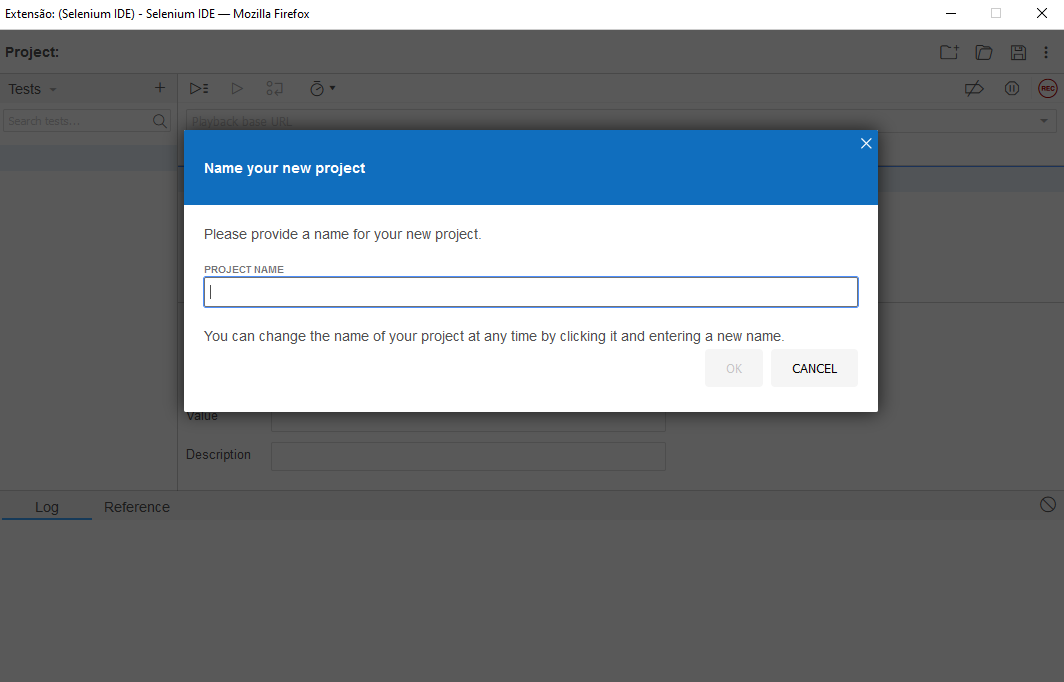 Extensão: (Selenium IDE) - Selenium IDE — Mozilla Firefox
Project:
Tests
Search tests...
Playback base URL
REC
Name your new project
Please provide a name for your new project.
PROJECT NAME
You can change the name of your project at any time by clicking it and entering a new name.
OK CANCEL
Value
Description
Log Reference